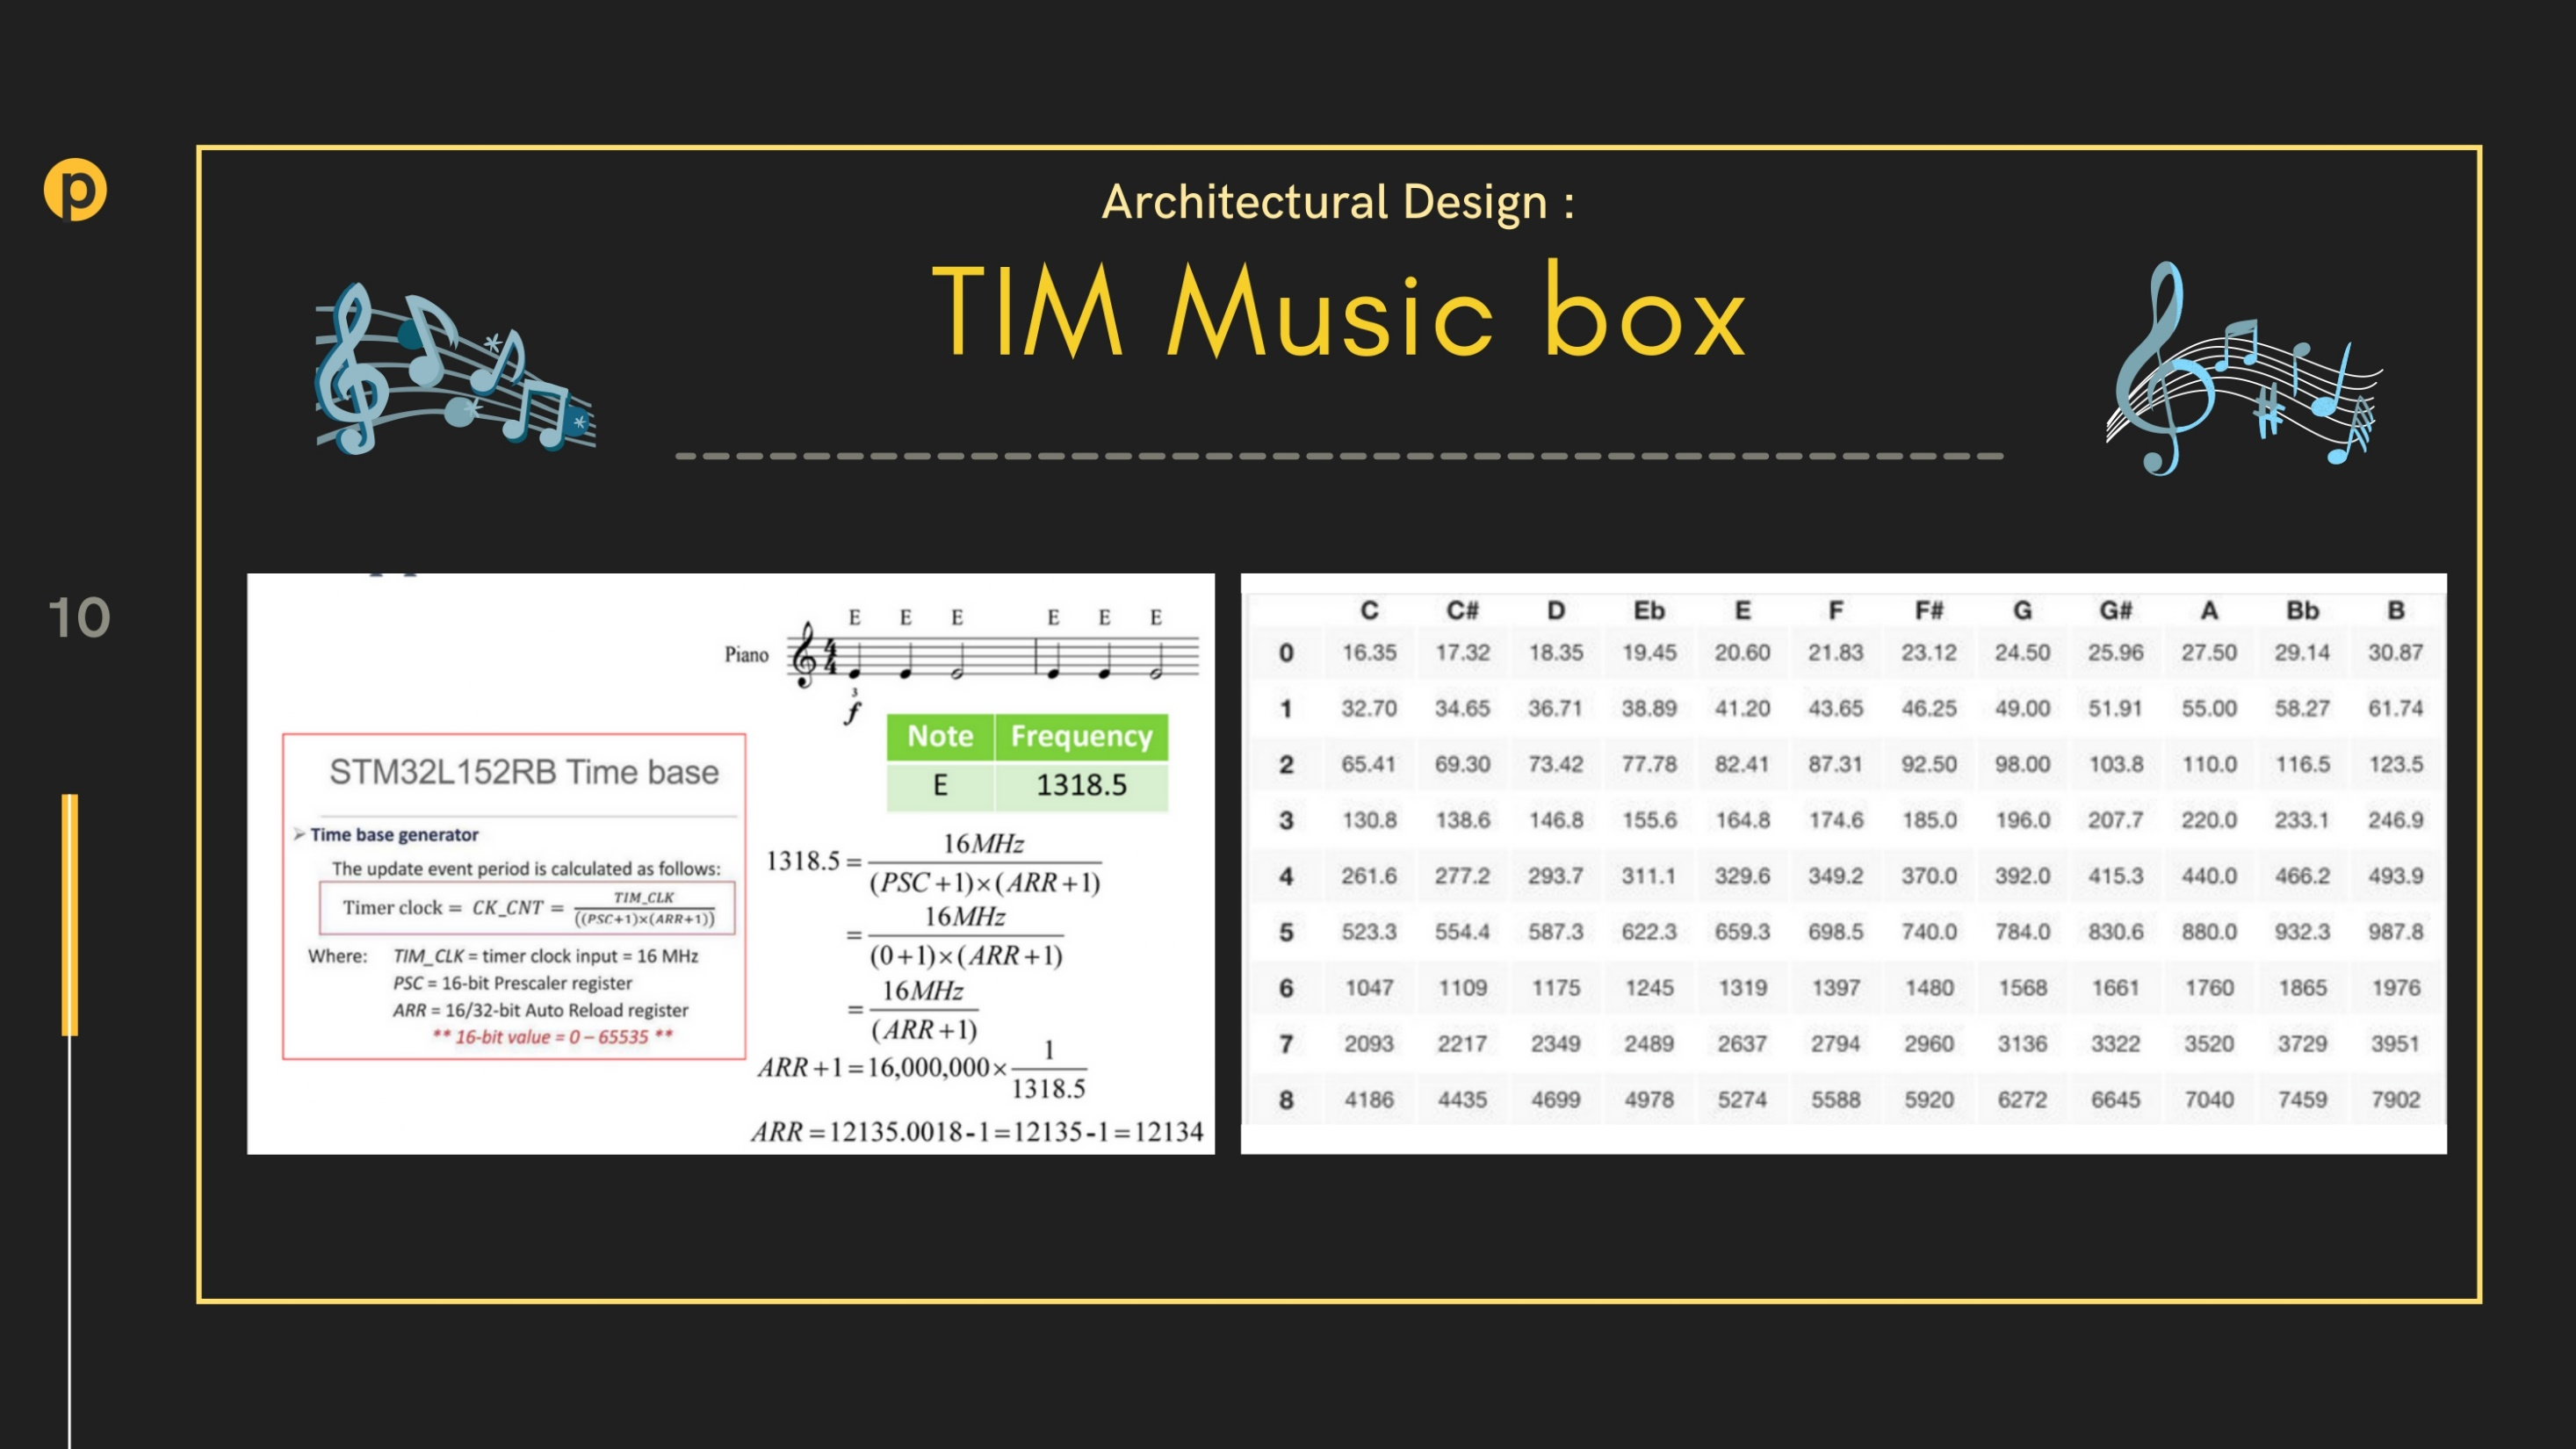 p
Architectural Design :
TIM Music box
10
E E E E E E
Piano
4
4
3
f
Note Frequency
E 1318.5
STM32L152RB Time base
➢ Time base generator
The update event period is calculated as follows:
Timer clock = CK_CNT = TIM_CLK / ((PSC+1)×(ARR+1))
Where: TIM_CLK = timer clock input = 16 MHz
PSC = 16-bit Prescaler register
ARR = 16/32-bit Auto Reload register
** 16-bit value = 0 – 65535 **
1318.5 = 16MHz / (PSC+1)×(ARR+1)
= 16MHz / (0+1)×(ARR+1)
= 16MHz / (ARR+1)
ARR+1=16,000,000× 1 / 1318.5
ARR=12135.0018-1=12135-1=12134
C C# D Eb E F F# G G# A Bb B
0 16.35 17.32 18.35 19.45 20.60 21.83 23.12 24.50 25.96 27.50 29.14 30.87
1 32.70 34.65 36.71 38.89 41.20 43.65 46.25 49.00 51.91 55.00 58.27 61.74
2 65.41 69.30 73.42 77.78 82.41 87.31 92.50 98.00 103.8 110.0 116.5 123.5
3 130.8 138.6 146.8 155.6 164.8 174.6 185.0 196.0 207.7 220.0 233.1 246.9
4 261.6 277.2 293.7 311.1 329.6 349.2 370.0 392.0 415.3 440.0 466.2 493.9
5 523.3 554.4 587.3 622.3 659.3 698.5 740.0 784.0 830.6 880.0 932.3 987.8
6 1047 1109 1175 1245 1319 1397 1480 1568 1661 1760 1865 1976
7 2093 2217 2349 2489 2637 2794 2960 3136 3322 3520 3729 3951
8 4186 4435 4699 4978 5274 5588 5920 6272 6645 7040 7459 7902